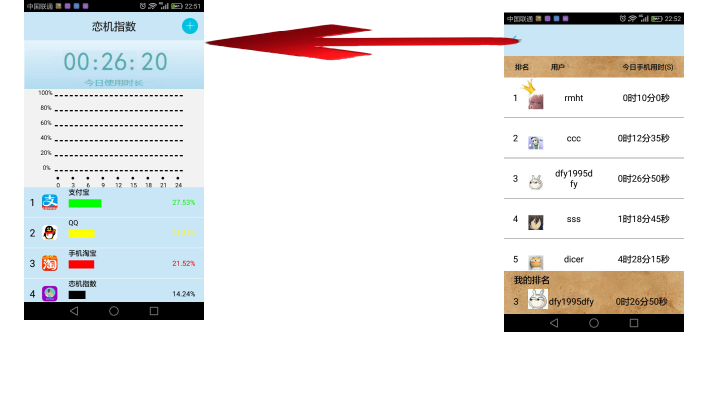 中国联通 22:51
恋机指数
00:26:20
今日使用时长
100%
80%
60%
40%
20%
0%
0 3 6 9 12 15 18 21 24
1 支付宝 27.53%
2 QQ
3 手机淘宝 21.52%
4 恋机指数 14.24%
中国联通 22:52
排名 用户 今日手机用时(S)
1 rmht 0时10分0秒
2 ccc 0时12分35秒
3 dfy1995d
fy 0时26分50秒
4 sss 1时18分45秒
5 dicer 4时28分15秒
我的排名
3 dfy1995dfy 0时26分50秒